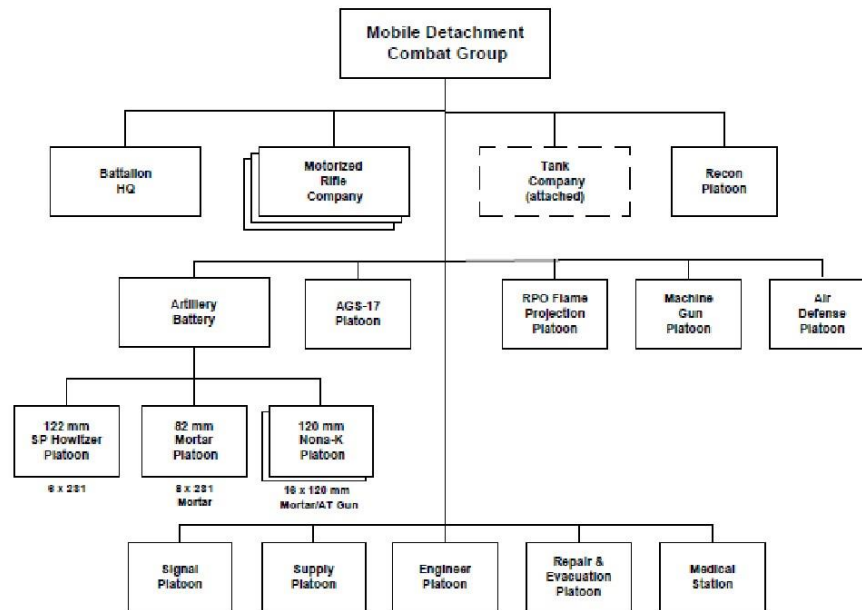 Mobile Detachment
Combat Group
Battalion
HQ
Motorized
Rifle
Company
Tank
Company
(attached)
Recon
Platoon
Artillery
Battery
AGS-17
Platoon
RPO Flame
Projection
Platoon
Machine
Gun
Platoon
Air
Defense
Platoon
122 mm
SP Howitzer
Platoon
82 mm
Mortar
Platoon
120 mm
Nona-K
Platoon
6 x 2S1
8 x 2S1
Mortar
16 x 120 mm
Mortar/AT Gun
Signal
Platoon
Supply
Platoon
Engineer
Platoon
Repair &
Evacuation
Platoon
Medical
Station